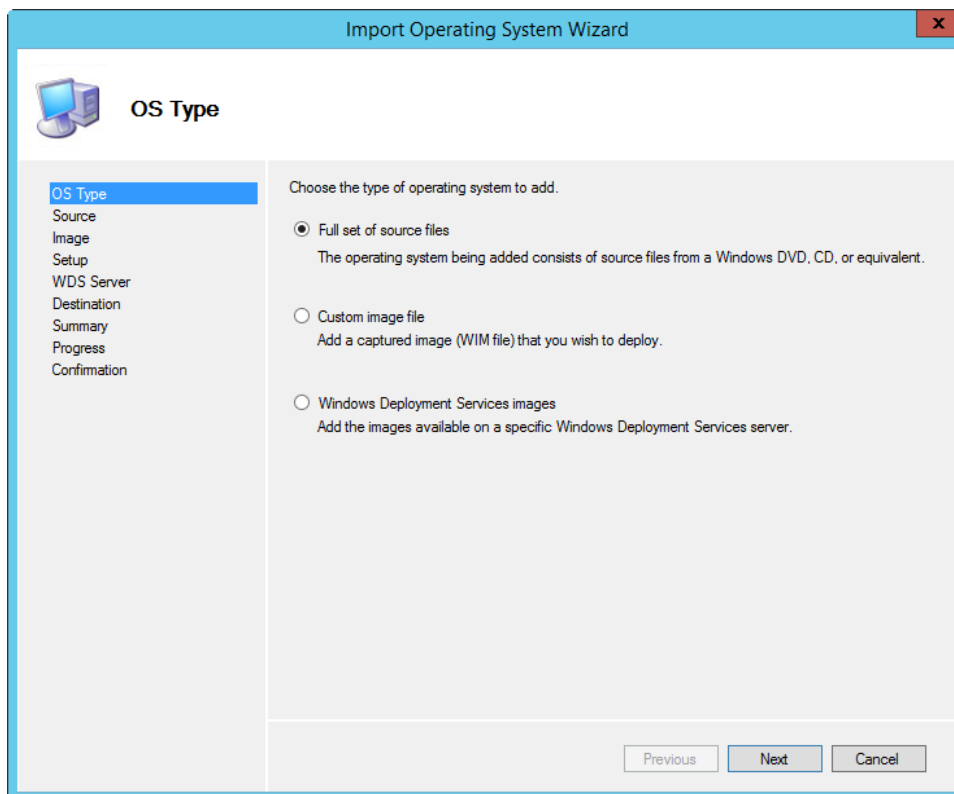 Import Operating System Wizard
x
OS Type
OS Type
Source
Image
Setup
WDS Server
Destination
Summary
Progress
Confirmation
Choose the type of operating system to add.
Full set of source files
The operating system being added consists of source files from a Windows DVD, CD, or equivalent.
Custom image file
Add a captured image (WIM file) that you wish to deploy.
Windows Deployment Services images
Add the images available on a specific Windows Deployment Services server.
Previous
Next
Cancel